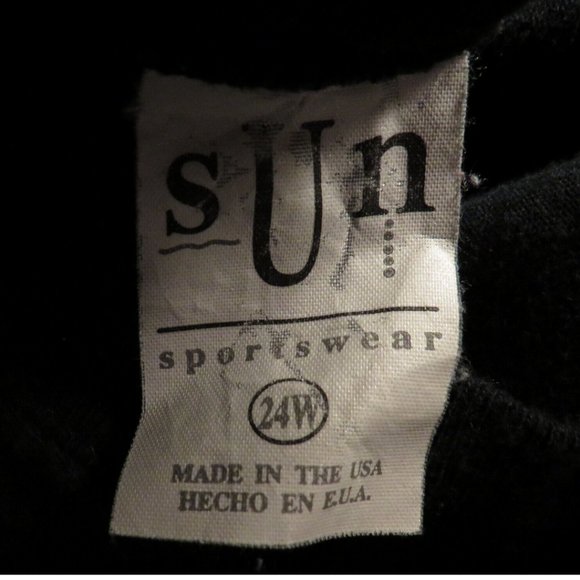 sUn
sportswear
24W
MADE IN THE USA
HECHO EN E.U.A.